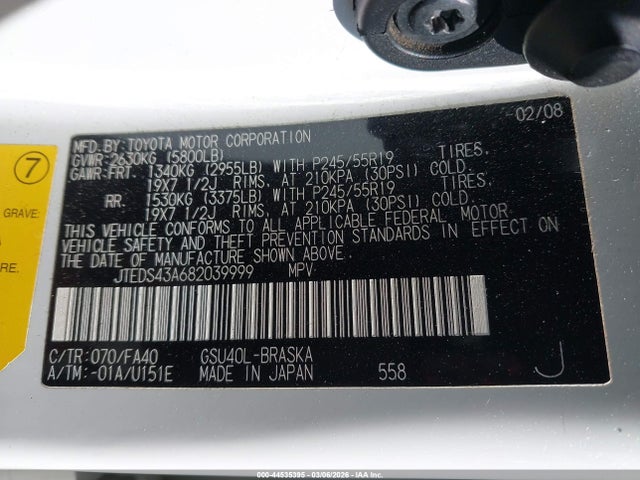 02/08
MFD. BY: TOYOTA MOTOR CORPORATION
GVWR: 2630KG (5800LB)
GAWR: FRT. 1340KG (2955LB) WITH P245/55R19 TIRES.
19X7 1/2J RIMS, AT 210KPA (30PSI) COLD.
RR. 1530KG (3375LB) WITH P245/55R19 TIRES.
19X7 1/2J RIMS, AT 210KPA (30PSI) COLD.
THIS VEHICLE CONFORMS TO ALL APPLICABLE FEDERAL MOTOR
VEHICLE SAFETY AND THEFT PREVENTION STANDARDS IN EFFECT ON
THE DATE OF MANUFACTURE SHOWN ABOVE.
JTEDS43A682039999 MPV
C/TR: 070/FA40 GSU40L-BRASKA
A/TM: -01A/U151E MADE IN JAPAN 558 J
7
GRAVE:
RE.
000-44535395 - 03/06/2026 - IAA, Inc.